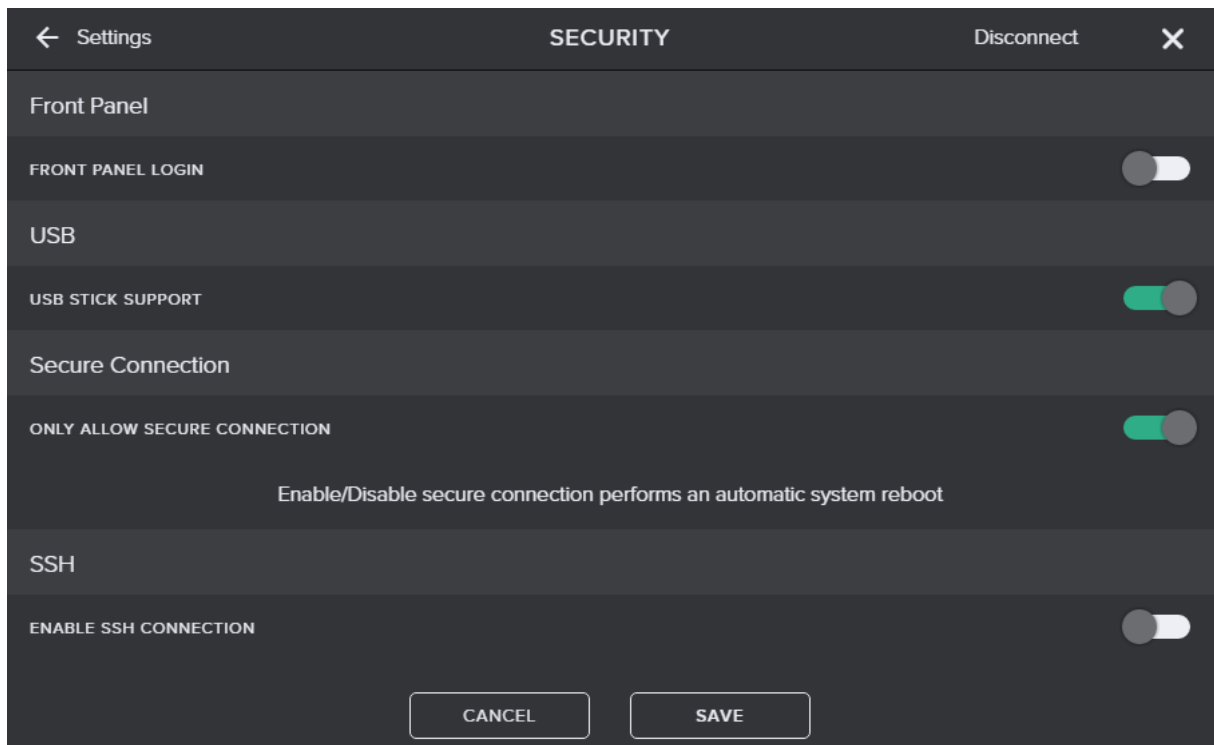 Settings
SECURITY
Disconnect
Front Panel
FRONT PANEL LOGIN
USB
USB STICK SUPPORT
Secure Connection
ONLY ALLOW SECURE CONNECTION
Enable/Disable secure connection performs an automatic system reboot
SSH
ENABLE SSH CONNECTION
CANCEL
SAVE